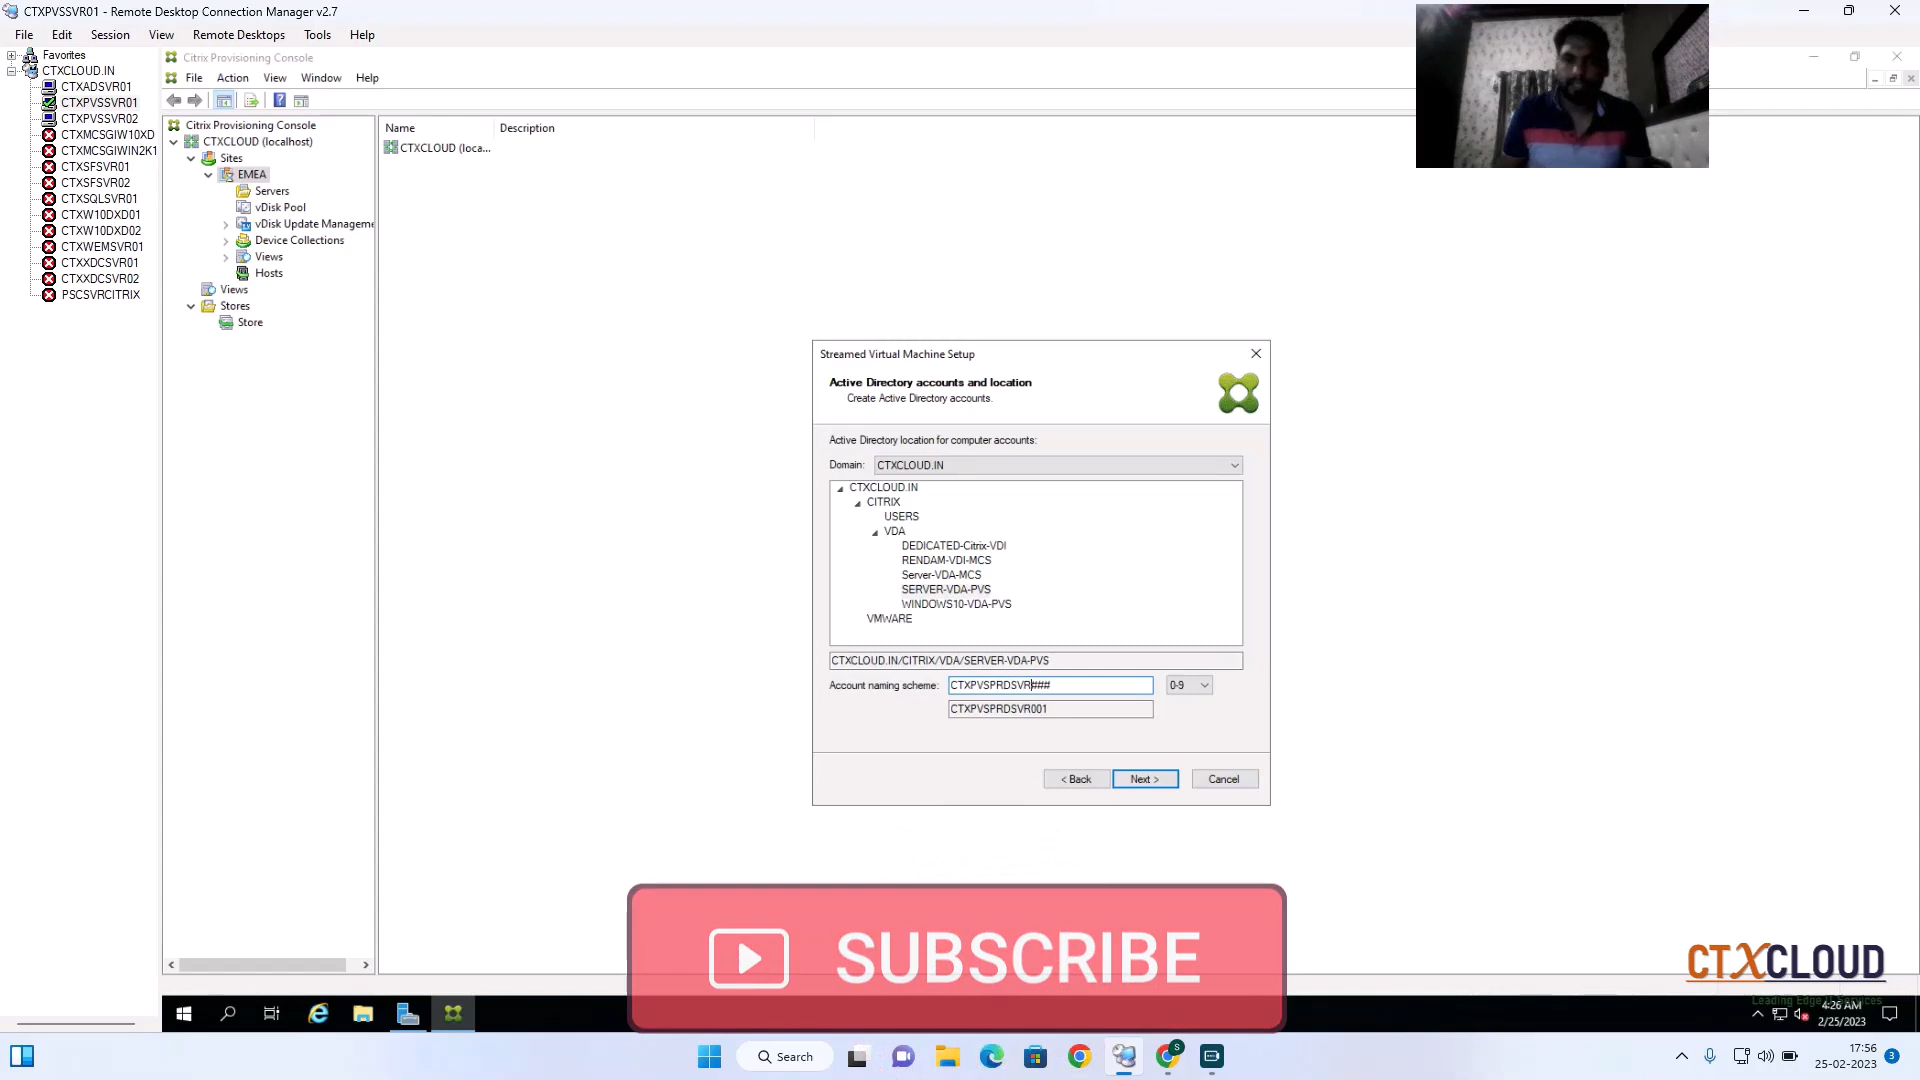 CTXPVSSVR01 - Remote Desktop Connection Manager v2.7
File Edit Session View Remote Desktops Tools Help
Favorites
CTXCLOUD.IN
CTXADSVR01
CTXPVSSVR01
CTXPVSSVR02
CTXMCSGIW10XD
CTXMCSGIWIN2K1
CTXSFSVR01
CTXSFSVR02
CTXSQLSVR01
CTXW10DXD01
CTXW10DXD02
CTXWEMSVR01
CTXXDCSVR01
CTXXDCSVR02
PSCSVRCITRIX
Citrix Provisioning Console
File Action View Window Help
Citrix Provisioning Console
CTXCLOUD (localhost)
Sites
EMEA
Servers
vDisk Pool
vDisk Update Manageme
Device Collections
Views
Hosts
Views
Stores
Store
Name Description
CTXCLOUD (loca...
Streamed Virtual Machine Setup
Active Directory accounts and location
Create Active Directory accounts.
Active Directory location for computer accounts:
Domain: CTXCLOUD.IN
CTXCLOUD.IN
CITRIX
USERS
VDA
DEDICATED-Citrix-VDI
RENDAM-VDI-MCS
Server-VDA-MCS
SERVER-VDA-PVS
WINDOWS10-VDA-PVS
VMWARE
CTXCLOUD.IN/CITRIX/VDA/SERVER-VDA-PVS
Account naming scheme: CTXPVSPRDSVR### 0-9
CTXPVSPRDSVR001
< Back Next > Cancel
SUBSCRIBE
CTXCLOUD
Leading Edge IT Services
4:26 AM
2/25/2023
Search
S
17:56
25-02-2023
3